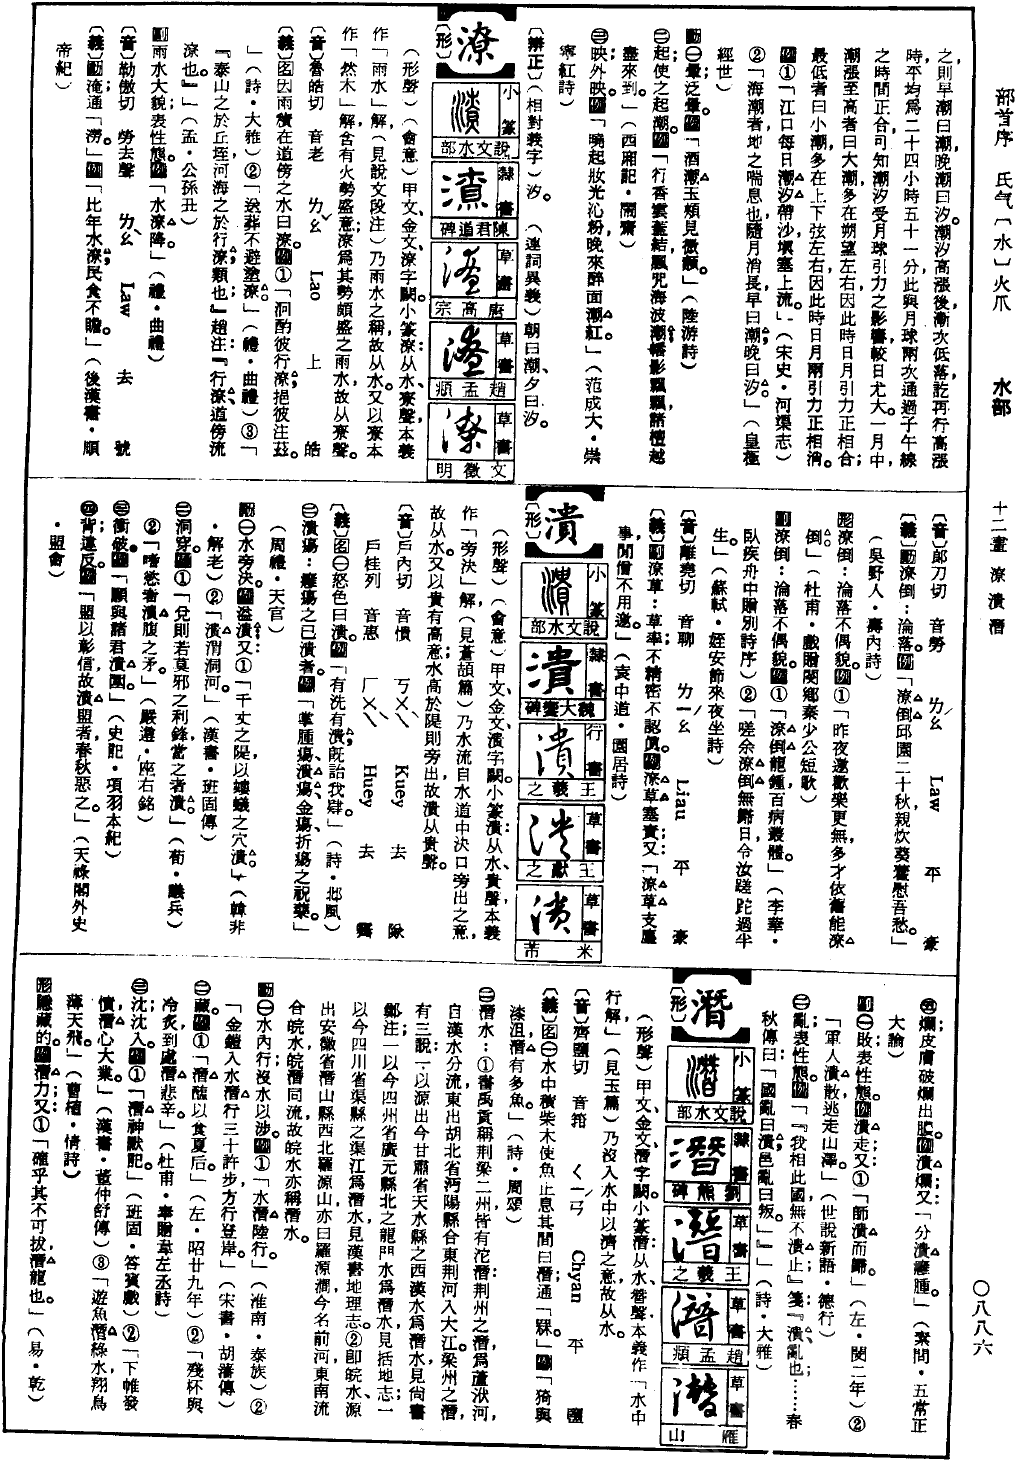 部首序　氏气〔水〕火爪　水部　十二畫　潦潰潛　〇八八六
之則早潮曰潮晚潮曰汐。潮汐高漲後漸次低落訖再行高漲
時平均爲二十四小時五十一分此與月球兩次通過子午線
之時間正合可知潮汐受月球引力之影響較日尤大。一月中
潮漲至高者曰大潮多在朔望左右因此時日月引力正相合；
最低者曰小潮多在上下弦左右因此時日月兩引力正相消。
例①「江口每日潮汐帶沙塡塞上流。」（宋史·河渠志）
②「海潮者地之喘息也隨月消長早曰潮；晚曰汐。」（皇極
經世）
動㊀暈；泛暈。例「酒潮玉頰見微顏。」（陸游詩）
㊁起；使之起潮。例「行香雲蓋結飄咒海波潮；幡影飄飄諸檀越
盡來到。」（西廂記·鬧齋）
㊂映；外映。例「曉起妝光沁粉晚來醉面潮紅。」（范成大·崇
寧紅詩）
〔辨正〕（相對義字）汐。　（連詞異義）朝曰潮、夕曰汐。
潦
〔形〕
小篆　說文水部
隸書　陳君道碑
草書　唐高宗
草書　趙孟頫
草書　文徵明
（形聲）（會意）甲文、金文潦字闕。小篆潦：从水、尞聲本義
作「雨水」解（見說文段注）乃雨水之稱故从水。又以尞本
作「然木」解含有火勢盛意潦爲其勢頗盛之雨水，故从尞聲。
〔音〕魯皓切　音老　ㄌㄠˇ　Lao　上　皓
〔義〕名因雨積在道傍之水曰潦。例①「泂酌彼行潦，挹彼注茲。
」（詩·大雅）②「送葬不避塗潦」（禮·曲禮）③「
『泰山之於丘垤河海之於行潦類也』趙注：『行潦，道傍流
潦也。』」（孟·公孫丑）
形雨水大貌；表性態。例「水潦降。」（禮·曲禮）
〔音〕勒傲切　勞去聲　ㄌㄠˋ　Law　去　號
〔義〕動淹通「澇。」例「比年水潦；民食不贍。」（後漢書·順
帝紀）
〔音〕郎刀切　音勞　ㄌㄠˊ　Law　平　豪
〔義〕動潦倒：淪落。例「潦倒邱園二十秋親炊葵藿慰吾愁。」
（吳野人·壽內詩）
形潦倒：淪落不偶貌。例①「昨夜邀歡樂更無多才依舊能潦
倒」（杜甫·戲贈閿鄉秦少公短歌）
副潦倒：淪落不偶貌。例①「潦倒龍鍾百病叢體。」（李華·
臥疾舟中贈別詩序）②「嗟余潦倒無歸日令汝蹉跎過半
生。」（蘇軾·姪安節來夜坐詩）
〔音〕離堯切　音聊　ㄌㄧㄠˊ　Liau　平　豪
〔義〕副潦草：草率；不精密；不認眞。例潦草塞責又「潦草支塵
事閒僧不用邀。」（袁中道·園居詩）
潰
〔形〕
小篆　說文水部
隸書　魏大饗碑
行書　王羲之
草書　王獻之
草書　米芾
（形聲）（會意）甲文、金文潰字闕。小篆潰：从水、貴聲本義
作「旁決」解，（見蒼頡篇）乃水流自水道中決口旁出之意，
故从水。又以貴有高意水高於隄則旁出，故潰从貴聲。
〔音〕戶內切　音憒　ㄎㄨㄟˋ　Kuey　去　隊
戶桂列　音惠　ㄏㄨㄟˋ　Huey　去　霽
〔義〕名㊀怒色曰潰。例「有洸有潰；旣詒我肄。」（詩·邶風）
㊁潰瘍：癰瘍之已潰者。例「掌腫瘍、潰瘍、金瘍、折瘍之祝藥。」
（周禮·天官）
動㊀水旁決。例溢潰又①「千丈之隄以螻蟻之穴潰。」（韓非
·解老）②「潰渭洞河。」（漢書·班固傳）
㊁洞穿。例①「兌則若莫邪之利鋒，當之者潰。」（荀·議兵）
②「嗜慾者潰腹之矛。」（嚴遵·座右銘）
㊂衝破。例「願與諸君潰圍。」（史記·項羽本紀）
㊃背；違反。例「盟以彰信故潰盟者春秋惡之。」（天祿閣外史
·盟會）
㊄爛；皮膚破爛出膿。例潰爛又「分潰癰腫。」（素問·五常正
大論）
副㊀敗；表性態。例潰走；又①「師潰而歸。」（左·閔二年）②
「軍人潰散逃走山澤。」（世說新語·德行）
㊁亂；表性態。例「『我相此國無不潰止』箋『潰，亂也……春
秋傳曰：「國亂曰潰，邑亂曰叛。」』」（詩·大雅）
潛
〔形〕
小篆　說文水部
隸書　劉熊碑
草書　王羲之
草書　趙孟頫
草書　雁山
（形聲）甲文、金文、潛字闕。小篆潛：从水、朁聲本義作「水中
行解」（見玉篇）乃沒入水中以濟之意，故从水。
〔音〕齊鹽切　音箝　ㄑㄧㄢˊ　Chyan　平　鹽
〔義〕名㊀水中積柴木使魚止息其間曰潛；通「槑。」例「猗與
漆沮，潛有多魚。」（詩·周頌）
㊁潛水：①書禹貢稱荊梁二州皆有沱潛：荊州之潛爲蘆洑河，
自漢水分流東出胡北省沔陽縣合東荆河入大江。梁州之潛，
有三說：一以源出今甘肅省天水縣之西漢水爲潛水見尙書
鄭注；一以今四川省廣元縣北之龍門水爲潛水見括地志；一
以今四川省渠縣之渠江爲潛水見漢書地理志。②卽皖水、源
出安徽省潛山縣西北羅源山亦曰羅源澗今名前河東南流
合皖水皖潛同流，故皖水亦稱潛水。
動㊀水內行；沒水以涉。例①「水潛陸行。」（淮南·泰族）②
「金鎧入水潛行三十許步方行登岸。」（宋書·胡藩傳）
㊁藏。例①「潛醢以食夏后。」（左·昭廿九年）②「殘杯與
冷炙到處潛悲辛。」（杜甫·奉贈韋左丞詩）
㊂沈；沈入。例①「潛神默記。」（班固·答賓戲）②「下帷發
憤，潛心大業。」（漢書·董仲舒傳）③「遊魚潛綠水翔鳥
薄天飛。」（曹植·情詩）
形隱藏的。例潛力；又：①「確乎其不可拔，潛龍也。」（易·乾）